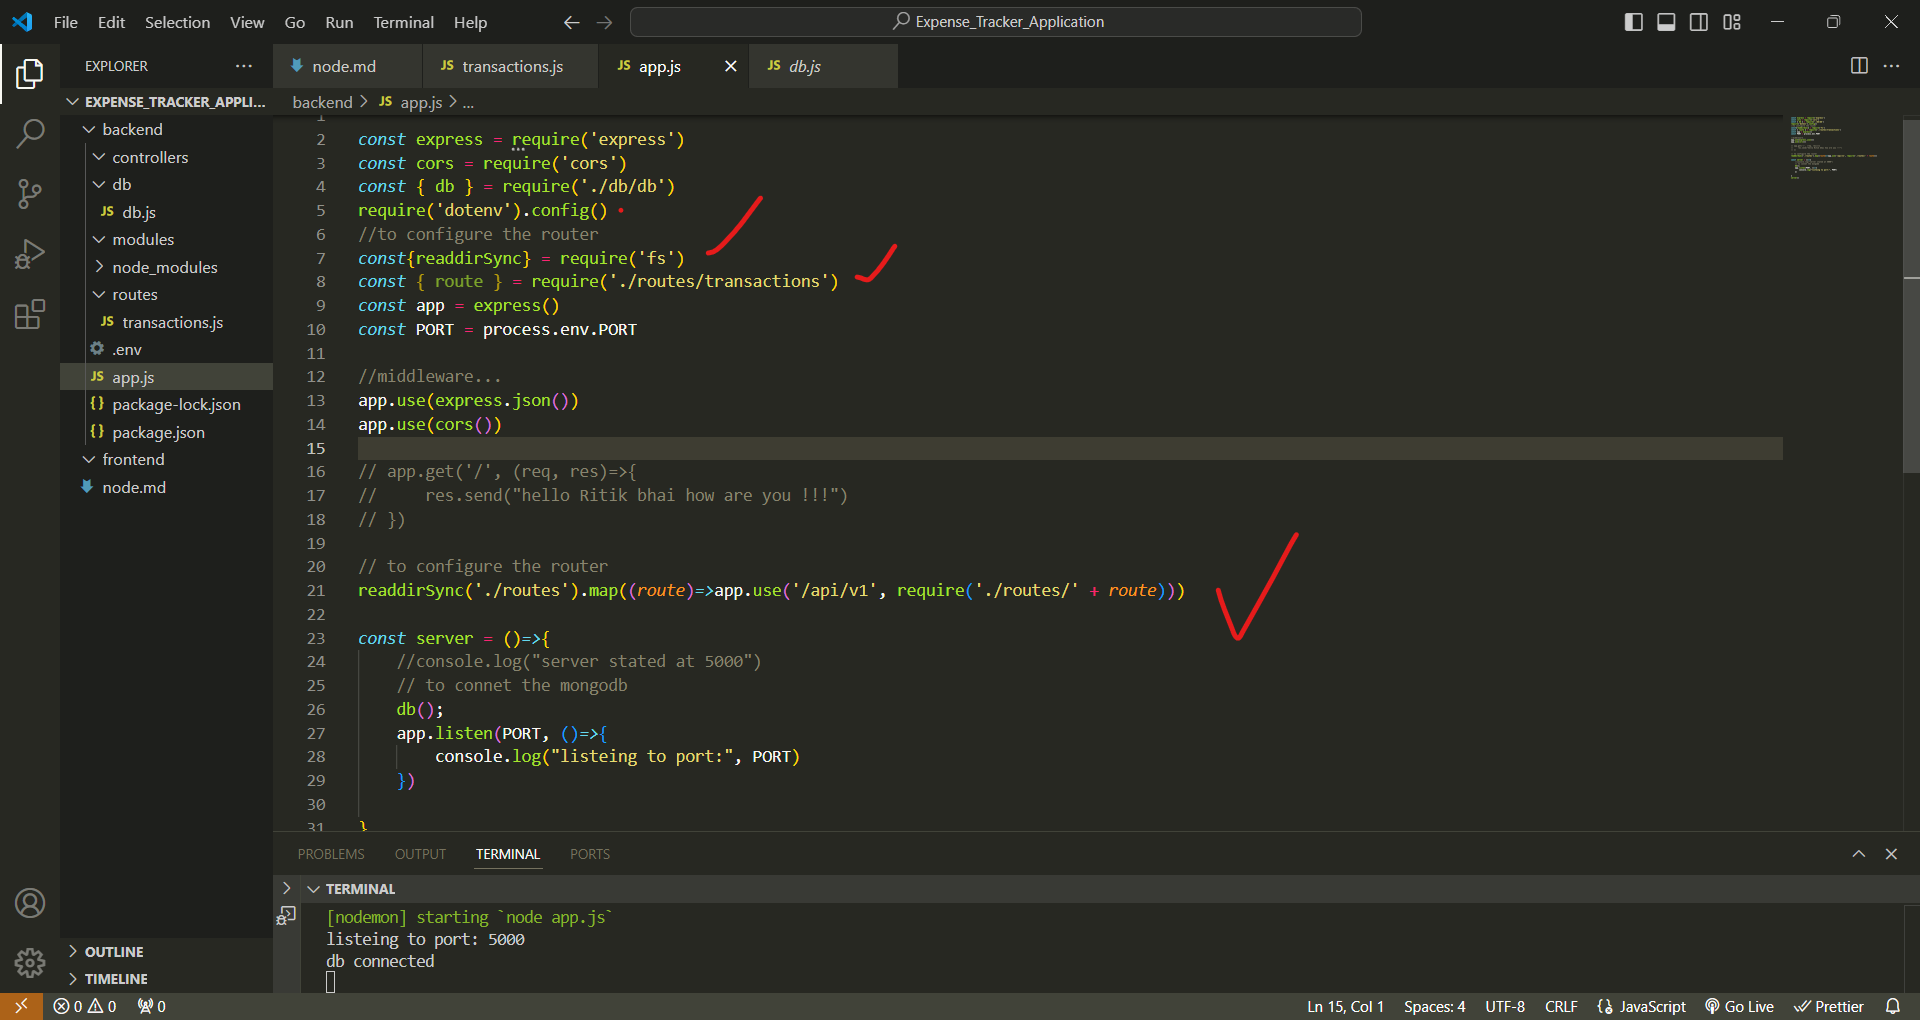 File Edit Selection View Go Run Terminal Help
Expense_Tracker_Application
EXPLORER
node.md
JS transactions.js
JS app.js
JS db.js
EXPENSE_TRACKER_APPLI...
backend
controllers
db
JS db.js
modules
node_modules
routes
JS transactions.js
.env
JS app.js
{} package-lock.json
{} package.json
frontend
node.md
OUTLINE
TIMELINE
backend > JS app.js > ...
1
2 const express = require('express')
3 const cors = require('cors')
4 const { db } = require('./db/db')
5 require('dotenv').config()
6 //to configure the router
7 const{readdirSync} = require('fs')
8 const { route } = require('./routes/transactions')
9 const app = express()
10 const PORT = process.env.PORT
11
12 //middleware...
13 app.use(express.json())
14 app.use(cors())
15
16 // app.get('/', (req, res)=>{
17 //     res.send("hello Ritik bhai how are you !!!")
18 // })
19
20 // to configure the router
21 readdirSync('./routes').map((route)=>app.use('/api/v1', require('./routes/' + route)))
22
23 const server = ()=>{
24     //console.log("server stated at 5000")
25     // to connet the mongodb
26     db();
27     app.listen(PORT, ()=>{
28         console.log("listeing to port:", PORT)
29     })
30
31 }
PROBLEMS OUTPUT TERMINAL PORTS
TERMINAL
[nodemon] starting `node app.js`
listeing to port: 5000
db connected
0 0 0
Ln 15, Col 1 Spaces: 4 UTF-8 CRLF {} JavaScript Go Live Prettier